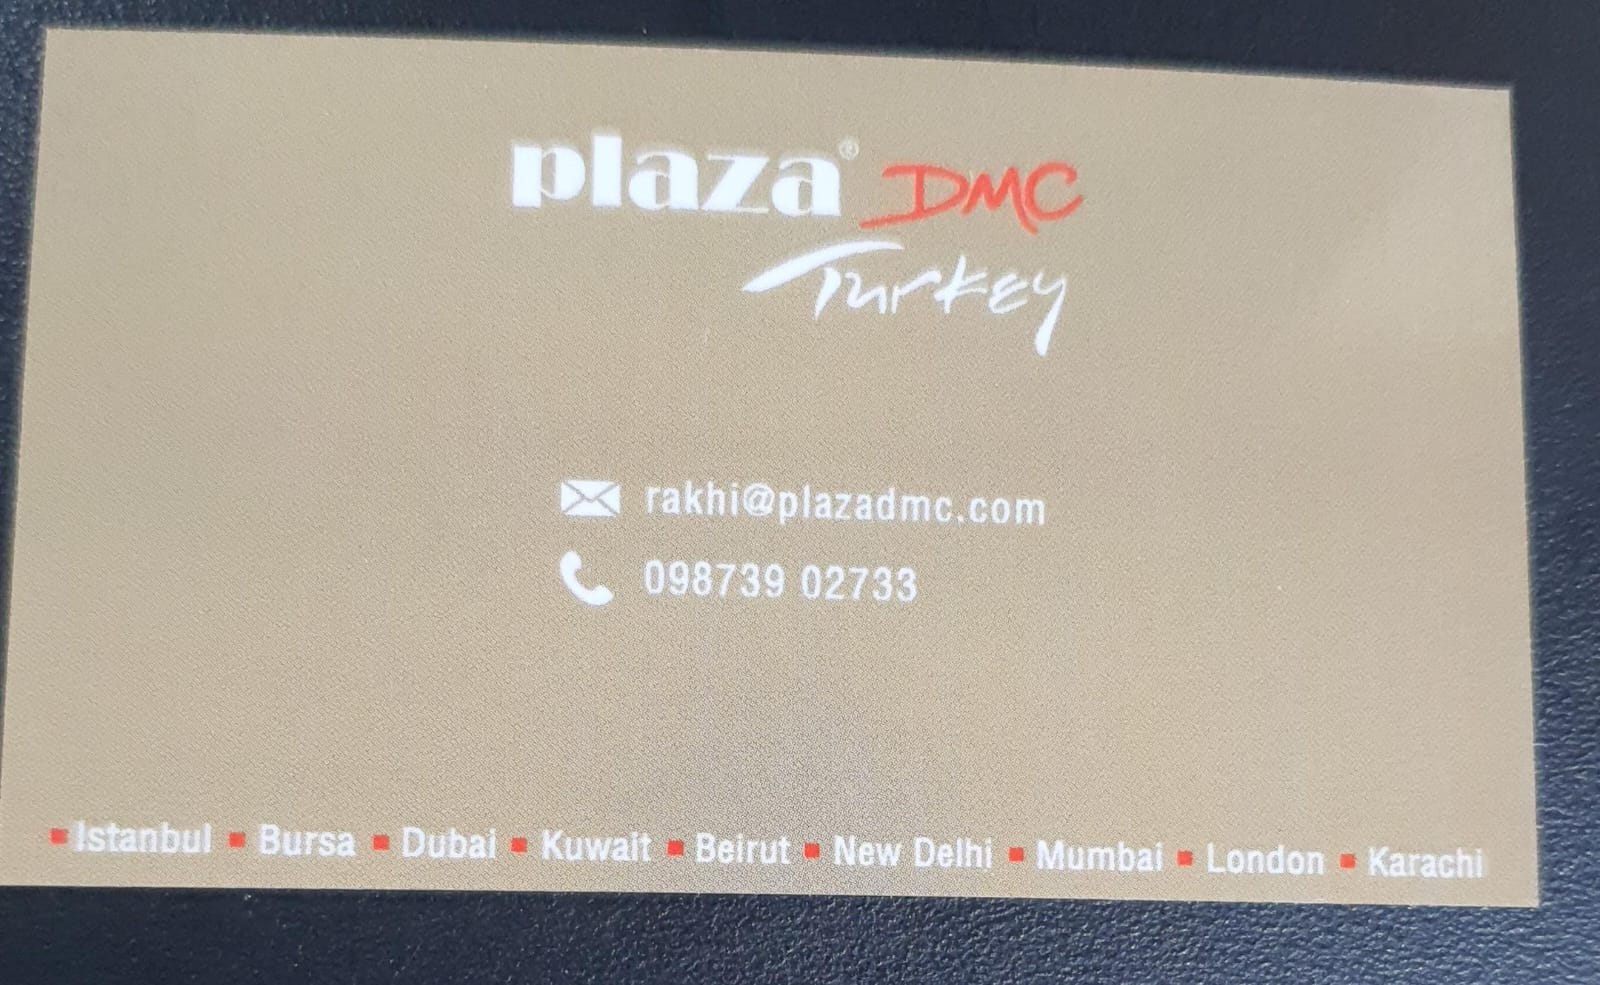 plaza® DMC
Turkey
rakhi@plazadmc.com
098739 02733
Istanbul ▪ Bursa ▪ Dubai ▪ Kuwait ▪ Beirut ▪ New Delhi ▪ Mumbai ▪ London ▪ Karachi